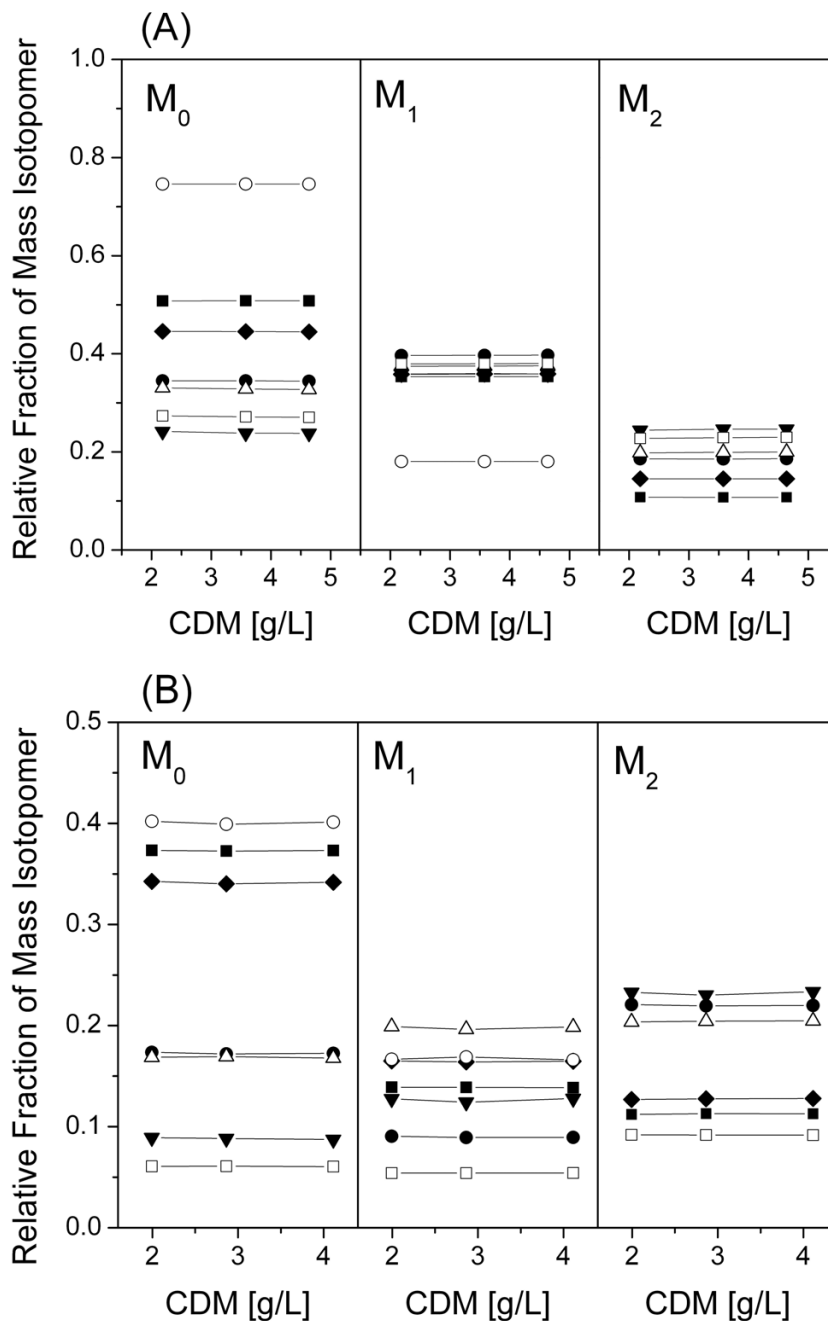 (A)
Relative Fraction of Mass Isotopomer
1.0
0.8
0.6
0.4
0.2
0.0
M0
M1
M2
2 3 4 5 2 3 4 5 2 3 4 5
CDM [g/L] CDM [g/L] CDM [g/L]
(B)
Relative Fraction of Mass Isotopomer
0.5
0.4
0.3
0.2
0.1
0.0
M0
M1
M2
2 3 4 2 3 4 2 3 4
CDM [g/L] CDM [g/L] CDM [g/L]